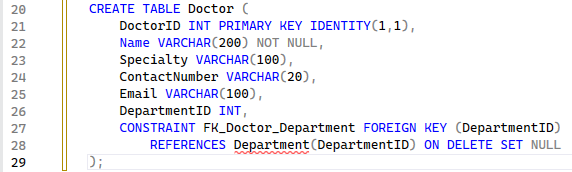 20 CREATE TABLE Doctor (
21 DoctorID INT PRIMARY KEY IDENTITY(1,1),
22 Name VARCHAR(200) NOT NULL,
23 Specialty VARCHAR(100),
24 ContactNumber VARCHAR(20),
25 Email VARCHAR(100),
26 DepartmentID INT,
27 CONSTRAINT FK_Doctor_Department FOREIGN KEY (DepartmentID)
28 REFERENCES Department(DepartmentID) ON DELETE SET NULL
29 );